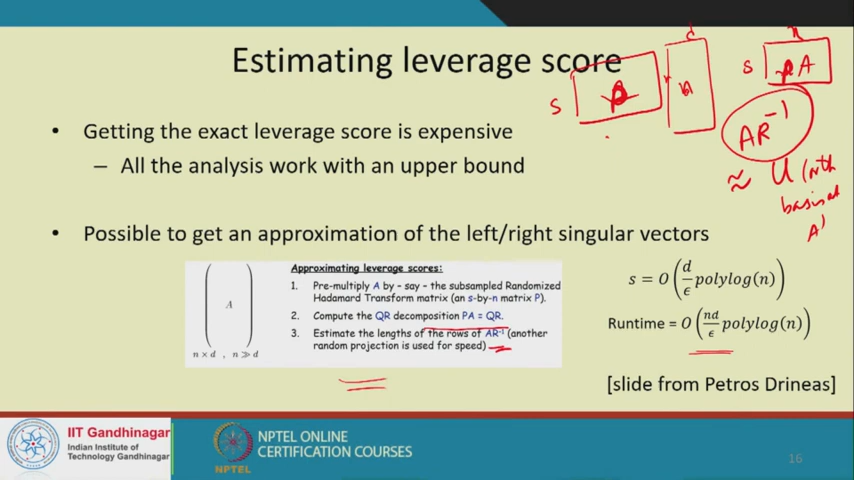 Estimating leverage score
• Getting the exact leverage score is expensive
– All the analysis work with an upper bound
• Possible to get an approximation of the left/right singular vectors
A
n x d , n ≫ d
Approximating leverage scores:
1. Pre-multiply A by – say – the subsampled Randomized
Hadamard Transform matrix (an s-by-n matrix P).
2. Compute the QR decomposition PA = QR.
3. Estimate the lengths of the rows of AR⁻¹ (another
random projection is used for speed)
s = O(d/ϵ polylog(n))
Runtime = O(nd/ϵ polylog(n))
[slide from Petros Drineas]
s
d
s
PA
AR⁻¹
≈ U (
basis
A)
IIT Gandhinagar
Indian Institute of
Technology Gandhinagar
NPTEL
NPTEL ONLINE
CERTIFICATION COURSES
16